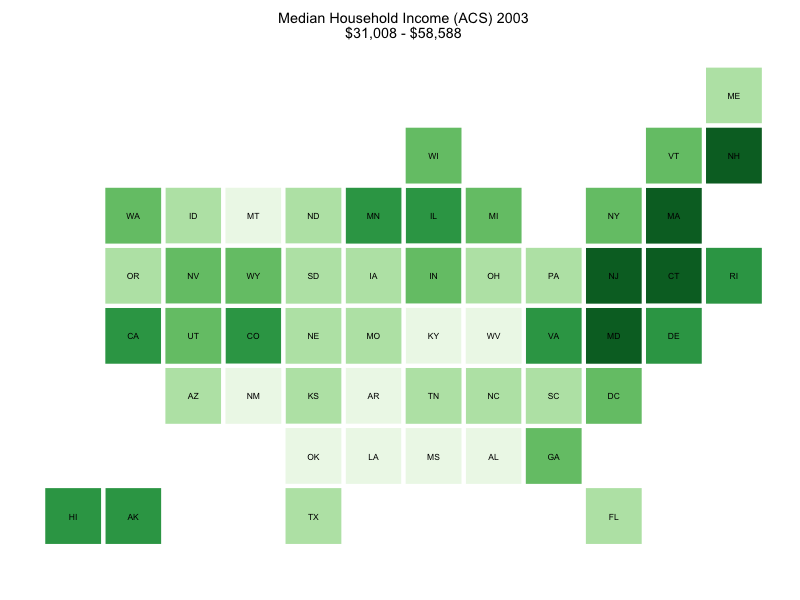 Median Household Income (ACS) 2003
$31,008 - $58,588
ME
WI VT NH
WA ID MT ND MN IL MI NY MA
OR NV WY SD IA IN OH PA NJ CT RI
CA UT CO NE MO KY WV VA MD DE
AZ NM KS AR TN NC SC DC
OK LA MS AL GA
HI AK TX FL